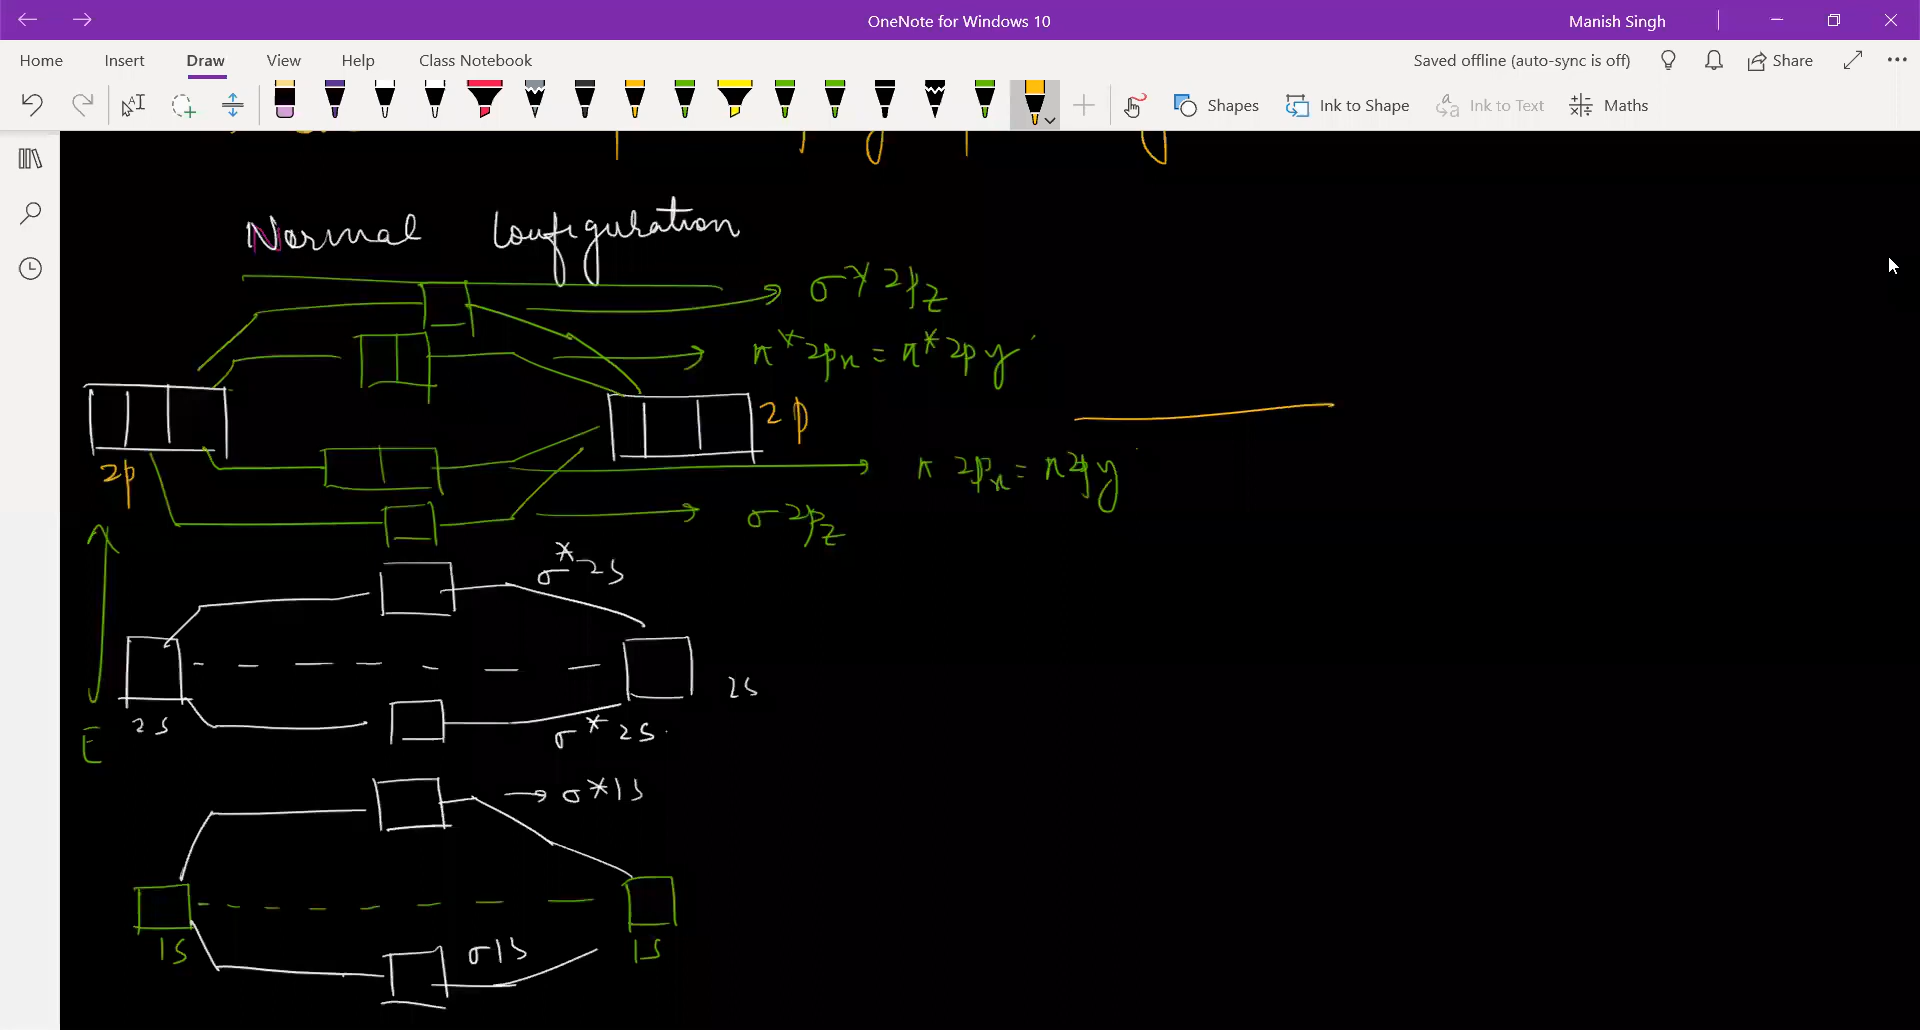 OneNote for Windows 10
Manish Singh
Home Insert Draw View Help Class Notebook
Saved offline (auto-sync is off) Share
Shapes Ink to Shape Ink to Text Maths
Normal Configuration
σ* 2pz
π* 2px = π* 2py
2p
2p
π 2px = π 2py
σ 2pz
σ* 2s
2s
2s
σ* 2s
E
σ* 1s
σ1s
1s
1s